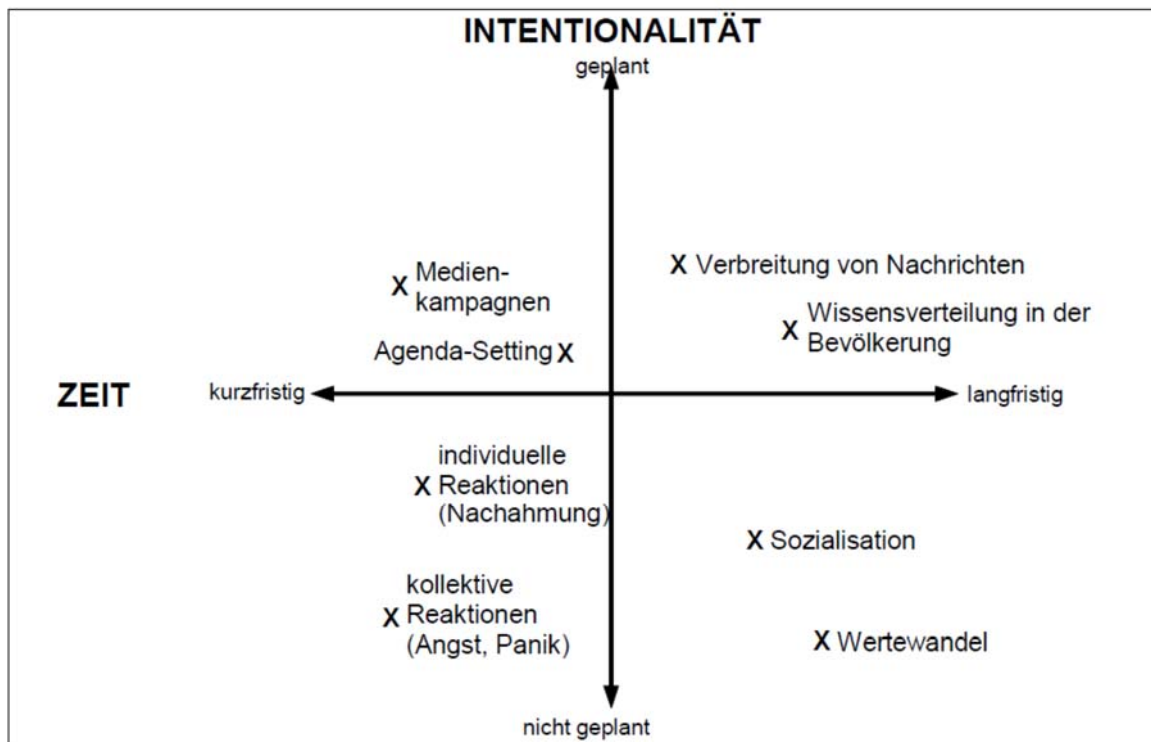 INTENTIONALITÄT
geplant
X Medien-
kampagnen
Agenda-Setting X
X Verbreitung von Nachrichten
X Wissensverteilung in der
Bevölkerung
ZEIT
kurzfristig
langfristig
individuelle
X Reaktionen
(Nachahmung)
kollektive
X Reaktionen
(Angst, Panik)
X Sozialisation
X Wertewandel
nicht geplant